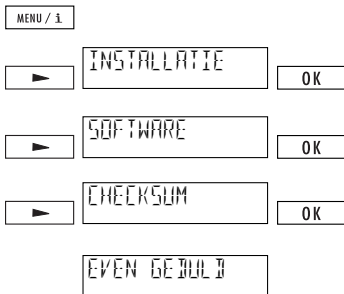 MENU / i
INSTALLATIE
OK
SOFTWARE
OK
CHECKSUM
OK
EVEN GEDULD